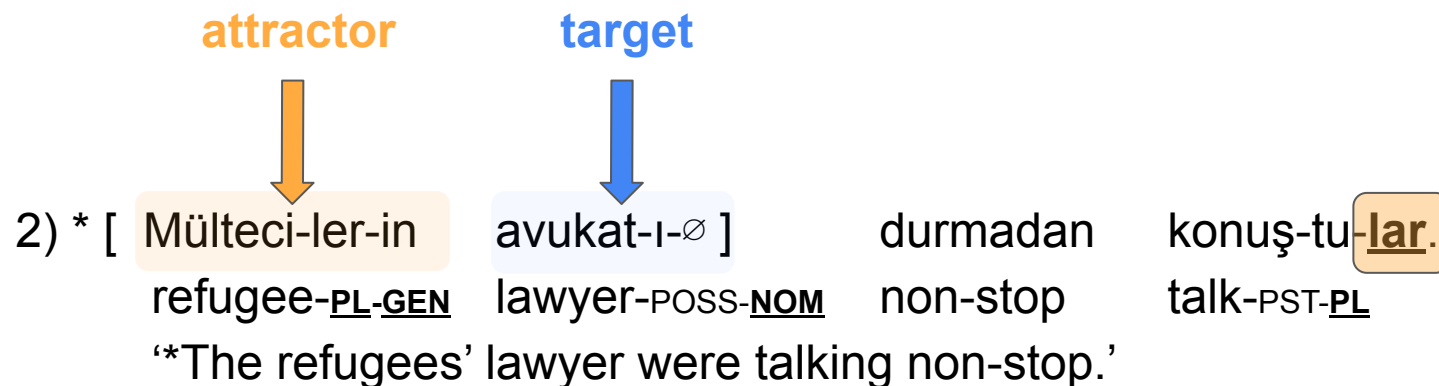 attractor target
2) * [ Mülteci-ler-in avukat-ı-∅ ] durmadan konuş-tu-lar.
refugee-PL-GEN lawyer-POSS-NOM non-stop talk-PST-PL
‘*The refugees’ lawyer were talking non-stop.’